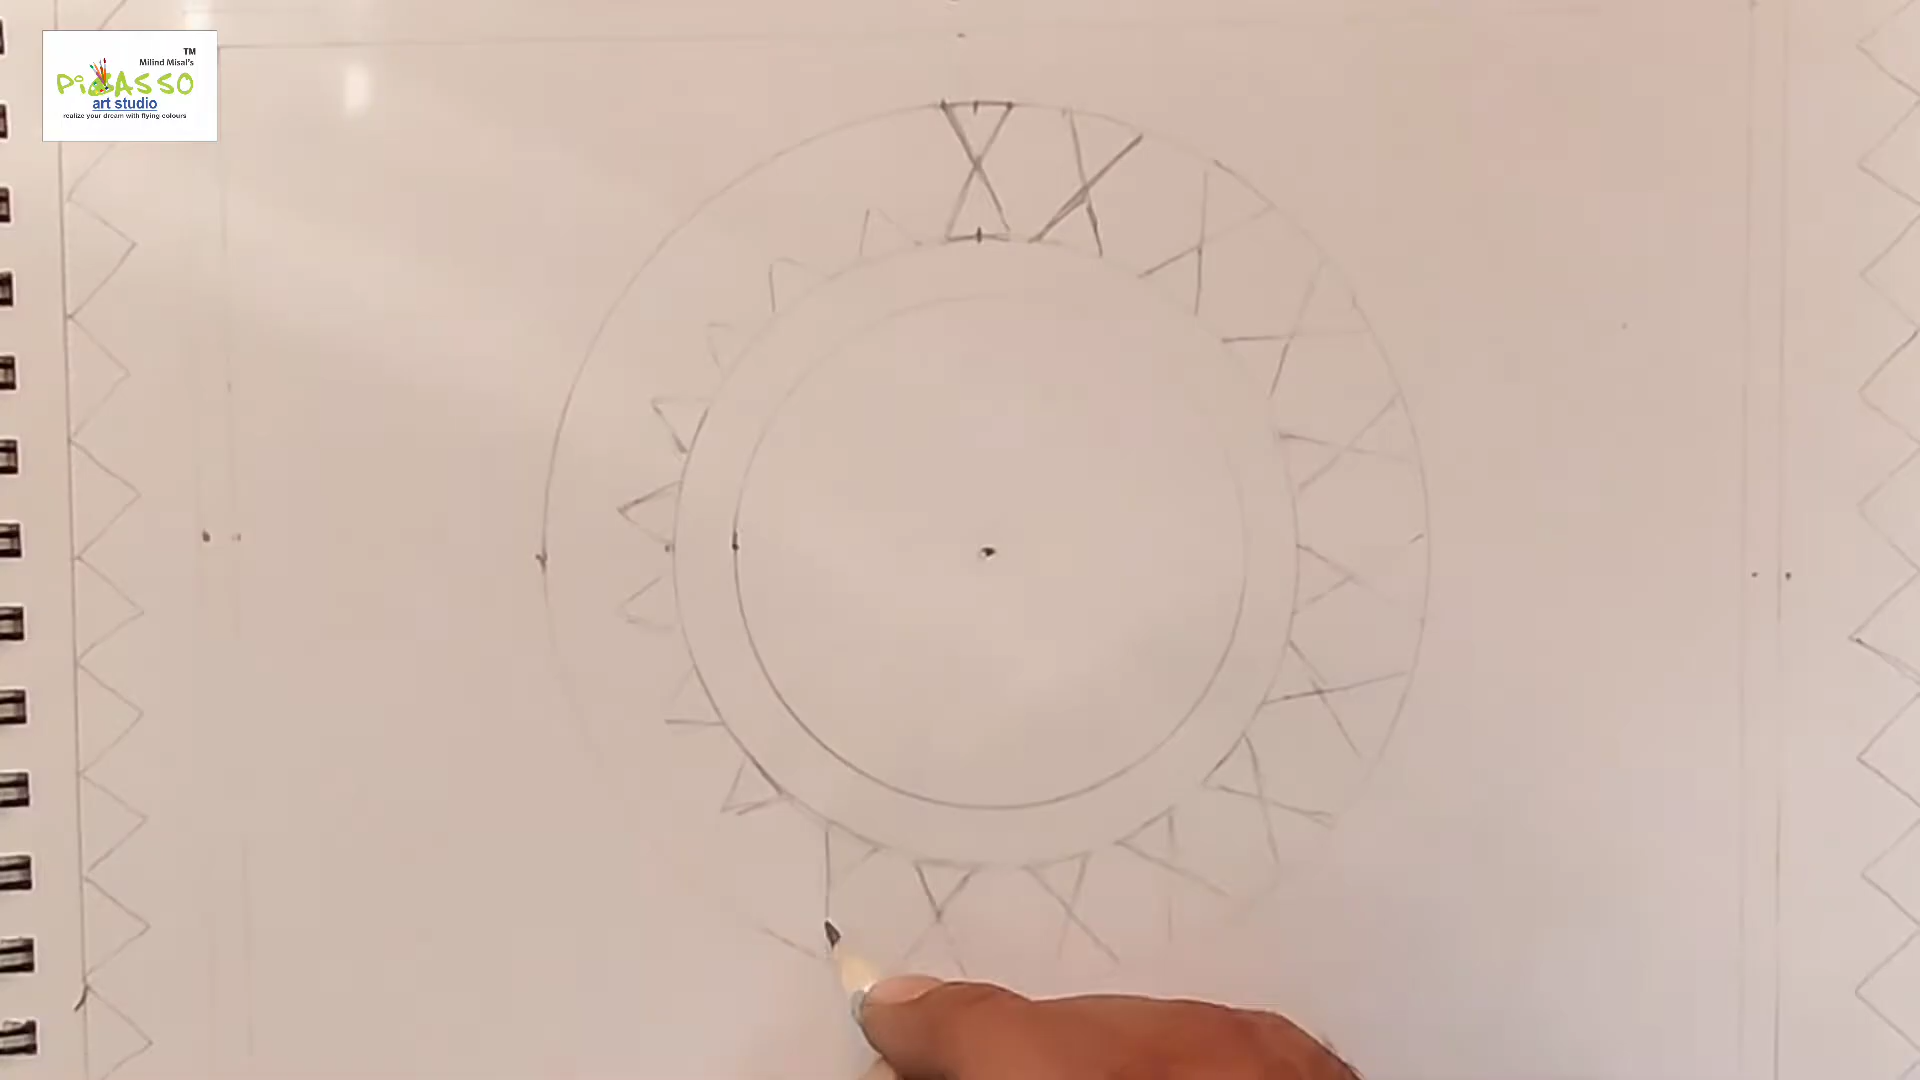 TM
Milind Misal's
PiCASSO
art studio
realize your dream with flying colours